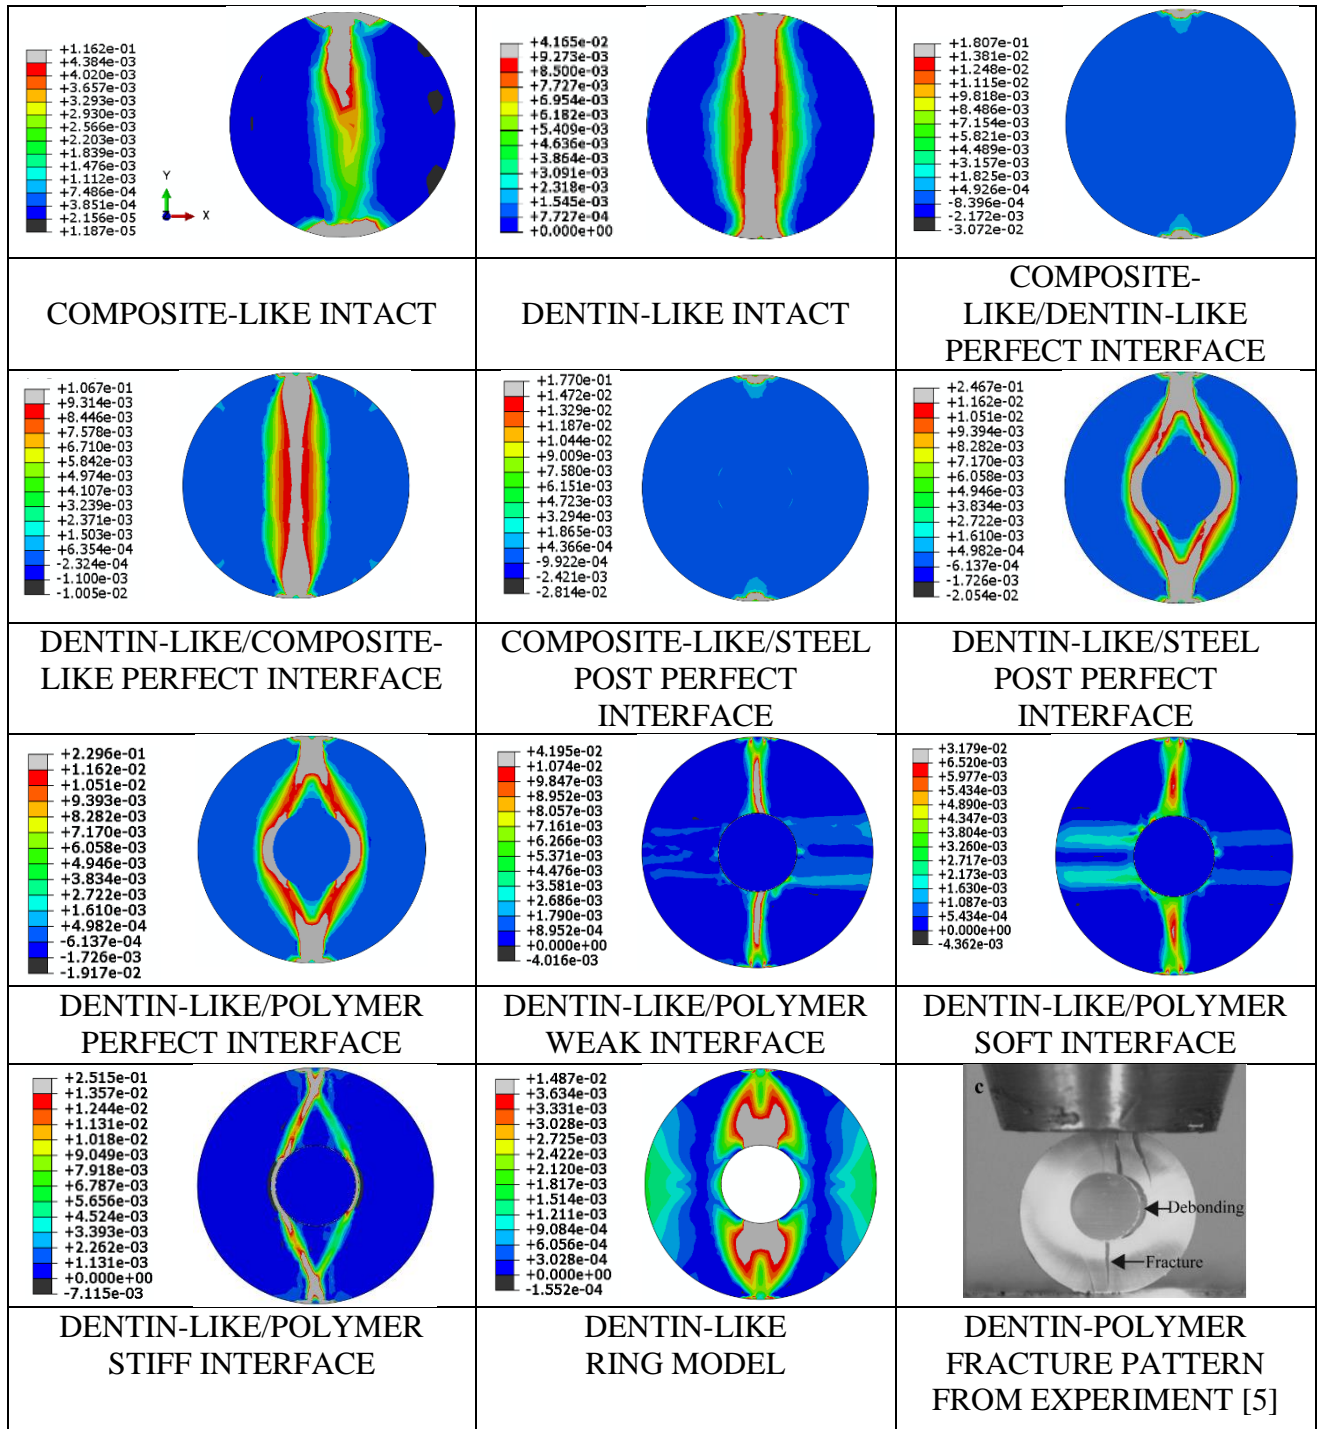 +1.162e-01
+4.384e-03
+4.020e-03
+3.657e-03
+3.293e-03
+2.930e-03
+2.566e-03
+2.203e-03
+1.839e-03
+1.476e-03
+1.112e-03
+7.486e-04
+3.851e-04
+2.156e-05
+1.187e-05
Y
X
+4.165e-02
+9.273e-03
+8.500e-03
+7.727e-03
+6.954e-03
+6.182e-03
+5.409e-03
+4.636e-03
+3.864e-03
+3.091e-03
+2.318e-03
+1.545e-03
+7.727e-04
+0.000e+00
+1.807e-01
+1.381e-02
+1.248e-02
+1.115e-02
+9.818e-03
+8.486e-03
+7.154e-03
+5.821e-03
+4.489e-03
+3.157e-03
+1.825e-03
+4.926e-04
-8.396e-04
-2.172e-03
-3.072e-02
COMPOSITE-LIKE INTACT
DENTIN-LIKE INTACT
COMPOSITE-
LIKE/DENTIN-LIKE
PERFECT INTERFACE
+1.067e-01
+9.314e-03
+8.446e-03
+7.578e-03
+6.710e-03
+5.842e-03
+4.974e-03
+4.107e-03
+3.239e-03
+2.371e-03
+1.503e-03
+6.354e-04
-2.324e-04
-1.100e-03
-1.005e-02
+1.770e-01
+1.472e-02
+1.329e-02
+1.187e-02
+1.044e-02
+9.009e-03
+7.580e-03
+6.151e-03
+4.723e-03
+3.294e-03
+1.865e-03
+4.366e-04
-9.922e-04
-2.421e-03
-2.814e-02
+2.467e-01
+1.162e-02
+1.051e-02
+9.394e-03
+8.282e-03
+7.170e-03
+6.058e-03
+4.946e-03
+3.834e-03
+2.722e-03
+1.610e-03
+4.982e-04
-6.137e-04
-1.726e-03
-2.054e-02
DENTIN-LIKE/COMPOSITE-
LIKE PERFECT INTERFACE
COMPOSITE-LIKE/STEEL
POST PERFECT
INTERFACE
DENTIN-LIKE/STEEL
POST PERFECT
INTERFACE
+2.296e-01
+1.162e-02
+1.051e-02
+9.393e-03
+8.282e-03
+7.170e-03
+6.058e-03
+4.946e-03
+3.834e-03
+2.722e-03
+1.610e-03
+4.982e-04
-6.137e-04
-1.726e-03
-1.917e-02
+4.195e-02
+1.074e-02
+9.847e-03
+8.952e-03
+8.057e-03
+7.161e-03
+6.266e-03
+5.371e-03
+4.476e-03
+3.581e-03
+2.686e-03
+1.790e-03
+8.952e-04
+0.000e+00
-4.016e-03
+3.179e-02
+6.520e-03
+5.977e-03
+5.434e-03
+4.890e-03
+4.347e-03
+3.804e-03
+3.260e-03
+2.717e-03
+2.173e-03
+1.630e-03
+1.087e-03
+5.434e-04
+0.000e+00
-4.362e-03
DENTIN-LIKE/POLYMER
PERFECT INTERFACE
DENTIN-LIKE/POLYMER
WEAK INTERFACE
DENTIN-LIKE/POLYMER
SOFT INTERFACE
+2.515e-01
+1.357e-02
+1.244e-02
+1.131e-02
+1.018e-02
+9.049e-03
+7.918e-03
+6.787e-03
+5.656e-03
+4.524e-03
+3.393e-03
+2.262e-03
+1.131e-03
+0.000e+00
-7.115e-03
+1.487e-02
+3.634e-03
+3.331e-03
+3.028e-03
+2.725e-03
+2.422e-03
+2.120e-03
+1.817e-03
+1.514e-03
+1.211e-03
+9.084e-04
+6.056e-04
+3.028e-04
+0.000e+00
-1.552e-04
c
Debonding
Fracture
DENTIN-LIKE/POLYMER
STIFF INTERFACE
DENTIN-LIKE
RING MODEL
DENTIN-POLYMER
FRACTURE PATTERN
FROM EXPERIMENT [5]